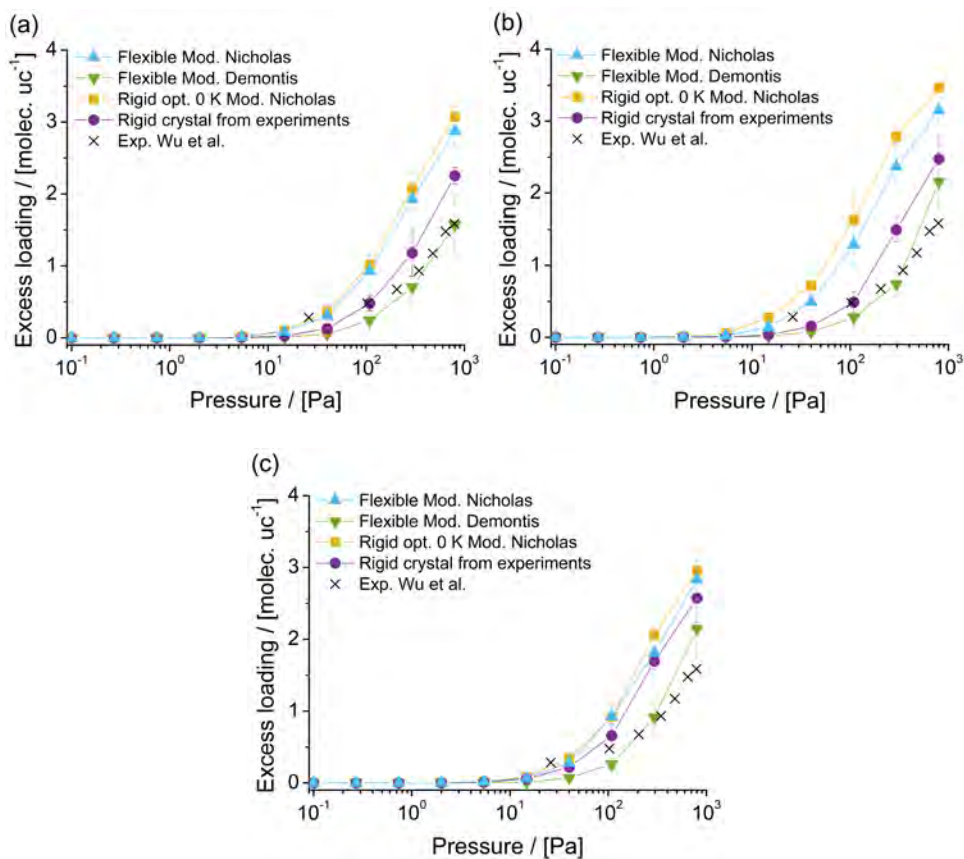 (a)
Flexible Mod. Nicholas
Flexible Mod. Demontis
Rigid opt. 0 K Mod. Nicholas
Rigid crystal from experiments
Exp. Wu et al.
Excess loading / [molec. uc⁻¹]
4
3
2
1
0
10⁻¹ 10⁰ 10¹ 10² 10³
Pressure / [Pa]
(b)
Flexible Mod. Nicholas
Flexible Mod. Demontis
Rigid opt. 0 K Mod. Nicholas
Rigid crystal from experiments
Exp. Wu et al.
Excess loading / [molec. uc⁻¹]
4
3
2
1
0
10⁻¹ 10⁰ 10¹ 10² 10³
Pressure / [Pa]
(c)
Flexible Mod. Nicholas
Flexible Mod. Demontis
Rigid opt. 0 K Mod. Nicholas
Rigid crystal from experiments
Exp. Wu et al.
Excess loading / [molec. uc⁻¹]
4
3
2
1
0
10⁻¹ 10⁰ 10¹ 10² 10³
Pressure / [Pa]